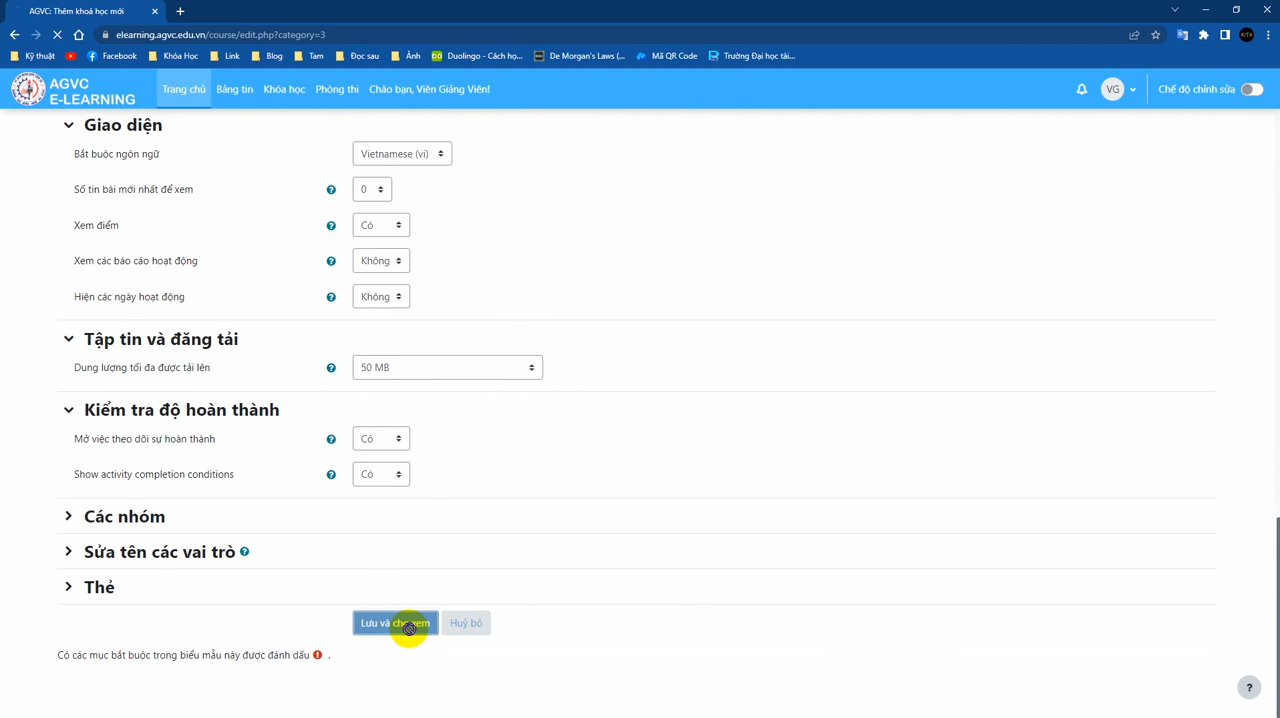 AGVC: Thêm khoá học mới
elearning.agvc.edu.vn/course/edit.php?category=3
Kỹ thuật
Facebook
Khóa Học
Link
Blog
Tam
Đọc sau
Ảnh
Duolingo - Cách họ...
De Morgan's Laws (...
Mã QR Code
Trường Đại học tài...
AGVC
E-LEARNING
Trang chủ
Bảng tin
Khóa học
Phòng thi
Chào bạn, Viên Giảng Viên!
VG
Chế độ chỉnh sửa
Giao diện
Bắt buộc ngôn ngữ
Vietnamese (vi)
Số tin bài mới nhất để xem
0
Xem điểm
Có
Xem các báo cáo hoạt động
Không
Hiện các ngày hoạt động
Không
Tập tin và đăng tải
Dung lượng tối đa được tải lên
50 MB
Kiểm tra độ hoàn thành
Mở việc theo dõi sự hoàn thành
Có
Show activity completion conditions
Có
Các nhóm
Sửa tên các vai trò
Thẻ
Lưu và cho xem
Huỷ bỏ
Có các mục bắt buộc trong biểu mẫu này được đánh dấu .